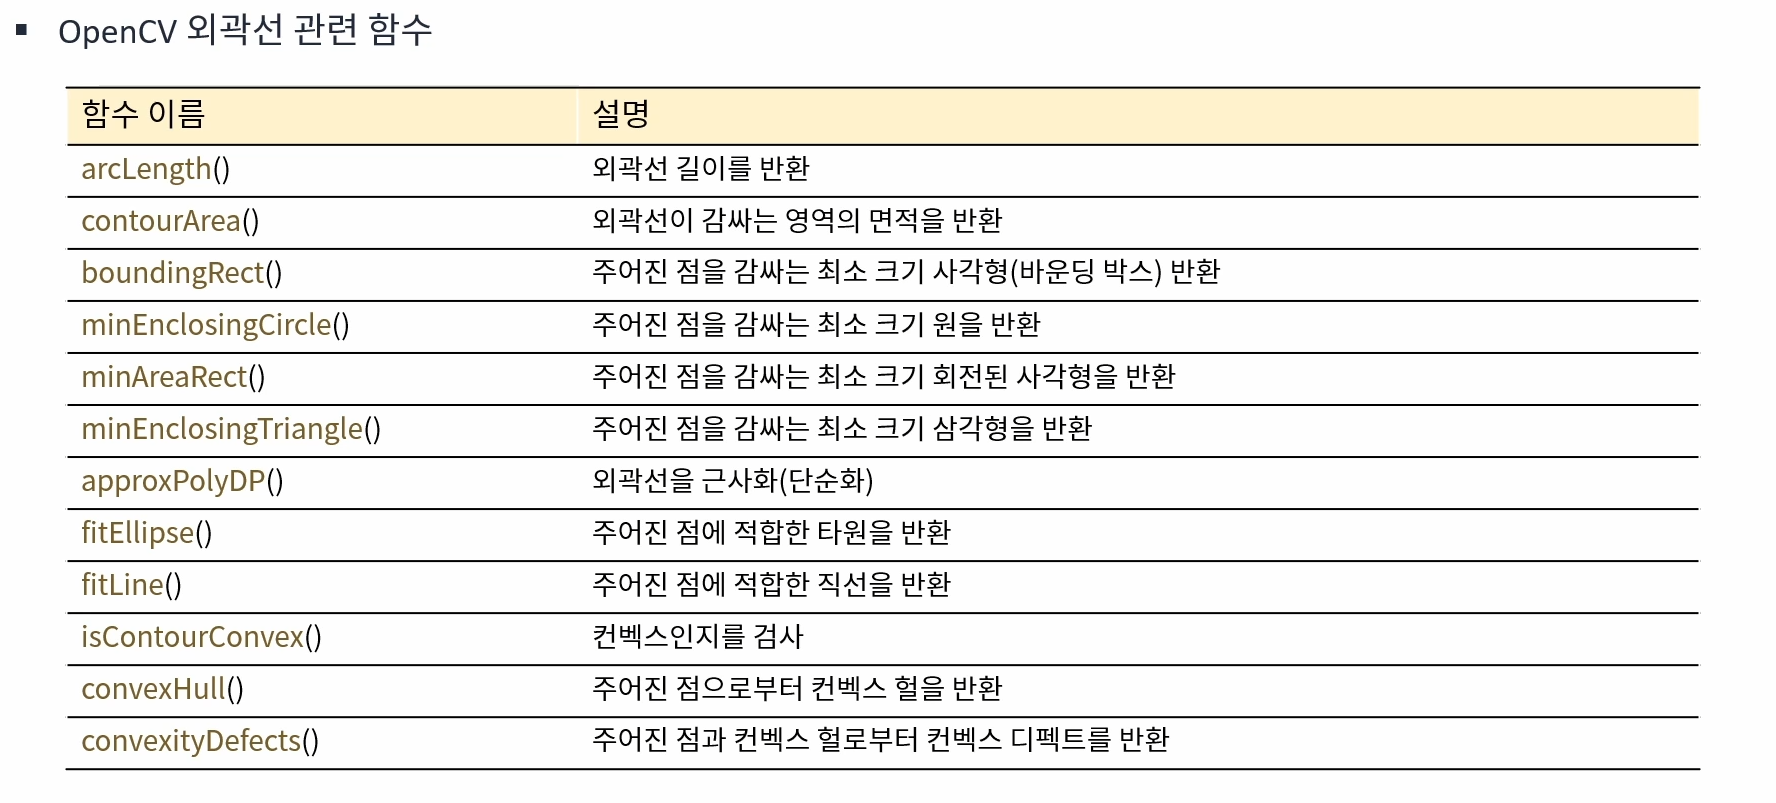 ▪ OpenCV 외곽선 관련 함수
함수 이름 설명
arcLength() 외곽선 길이를 반환
contourArea() 외곽선이 감싸는 영역의 면적을 반환
boundingRect() 주어진 점을 감싸는 최소 크기 사각형(바운딩 박스) 반환
minEnclosingCircle() 주어진 점을 감싸는 최소 크기 원을 반환
minAreaRect() 주어진 점을 감싸는 최소 크기 회전된 사각형을 반환
minEnclosingTriangle() 주어진 점을 감싸는 최소 크기 삼각형을 반환
approxPolyDP() 외곽선을 근사화(단순화)
fitEllipse() 주어진 점에 적합한 타원을 반환
fitLine() 주어진 점에 적합한 직선을 반환
isContourConvex() 컨벡스인지를 검사
convexHull() 주어진 점으로부터 컨벡스 헐을 반환
convexityDefects() 주어진 점과 컨벡스 헐로부터 컨벡스 디펙트를 반환